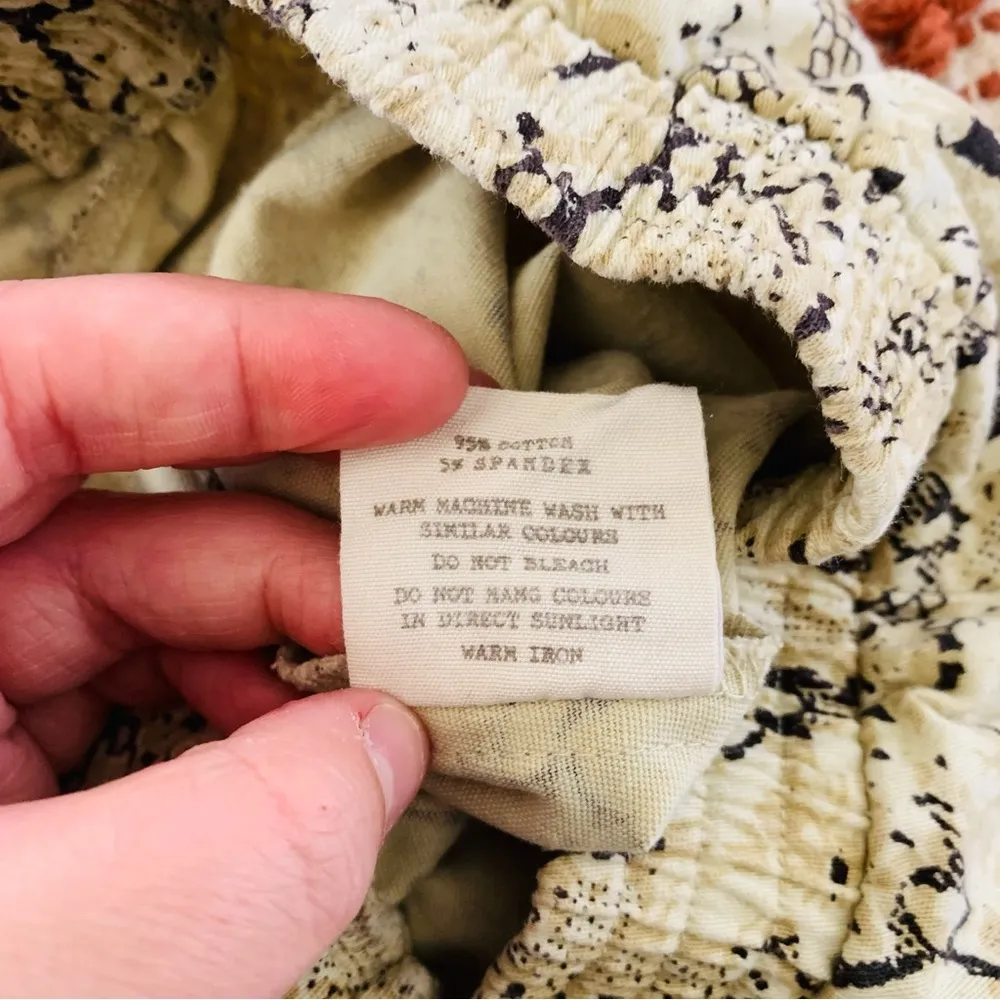 95% COTTON
5% SPANDEX
WARM MACHINE WASH WITH
SIMILAR COLOURS
DO NOT BLEACH
DO NOT HANG COLOURS
IN DIRECT SUNLIGHT
WARM IRON